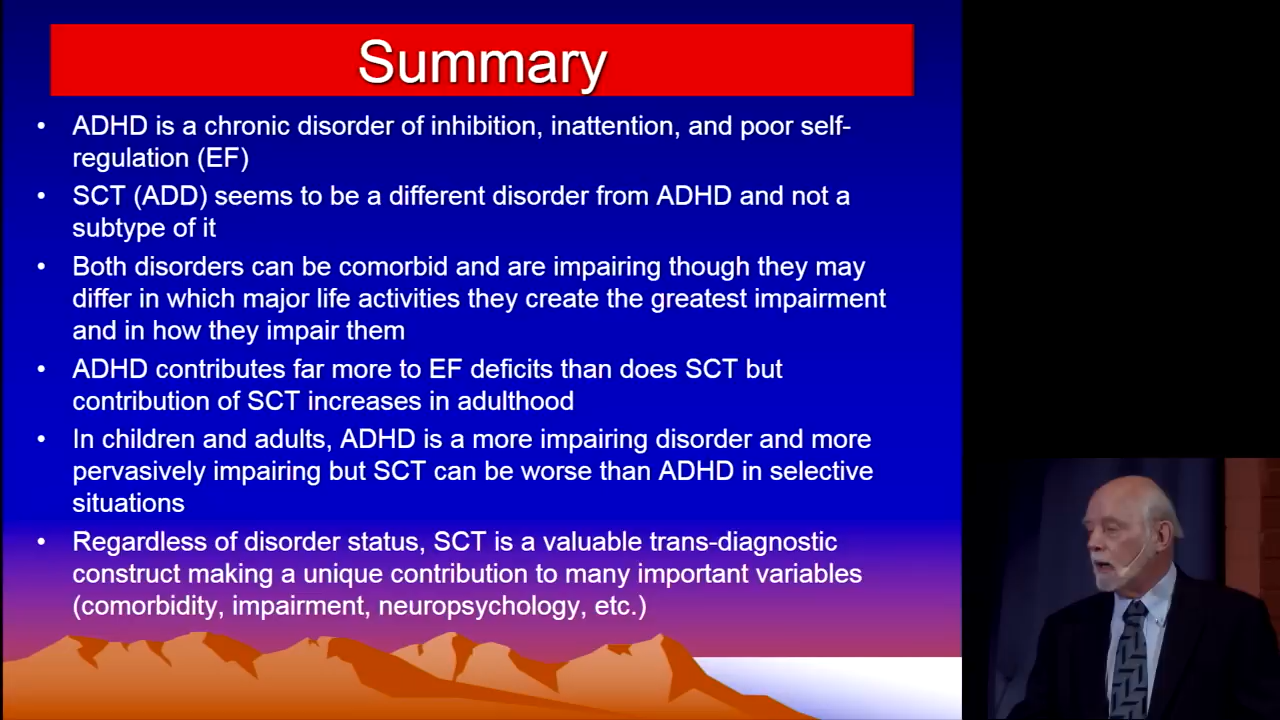 Summary
• ADHD is a chronic disorder of inhibition, inattention, and poor self-
regulation (EF)
• SCT (ADD) seems to be a different disorder from ADHD and not a
subtype of it
• Both disorders can be comorbid and are impairing though they may
differ in which major life activities they create the greatest impairment
and in how they impair them
• ADHD contributes far more to EF deficits than does SCT but
contribution of SCT increases in adulthood
• In children and adults, ADHD is a more impairing disorder and more
pervasively impairing but SCT can be worse than ADHD in selective
situations
• Regardless of disorder status, SCT is a valuable trans-diagnostic
construct making a unique contribution to many important variables
(comorbidity, impairment, neuropsychology, etc.)